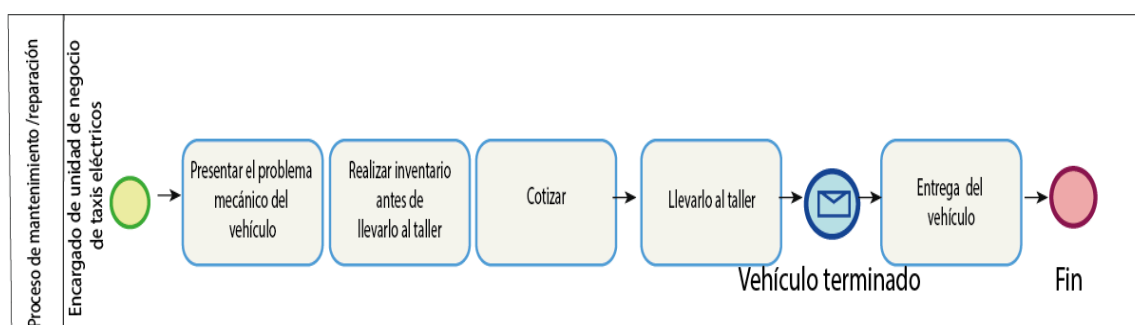 Proceso de mantenimiento /reparación
Encargado de unidad de negocio
de taxis eléctricos
Presentar el problema
mecánico del
vehículo
Realizar inventario
antes de
llevarlo al taller
Cotizar
Llevarlo al taller
Vehículo terminado
Entrega del
vehículo
Fin